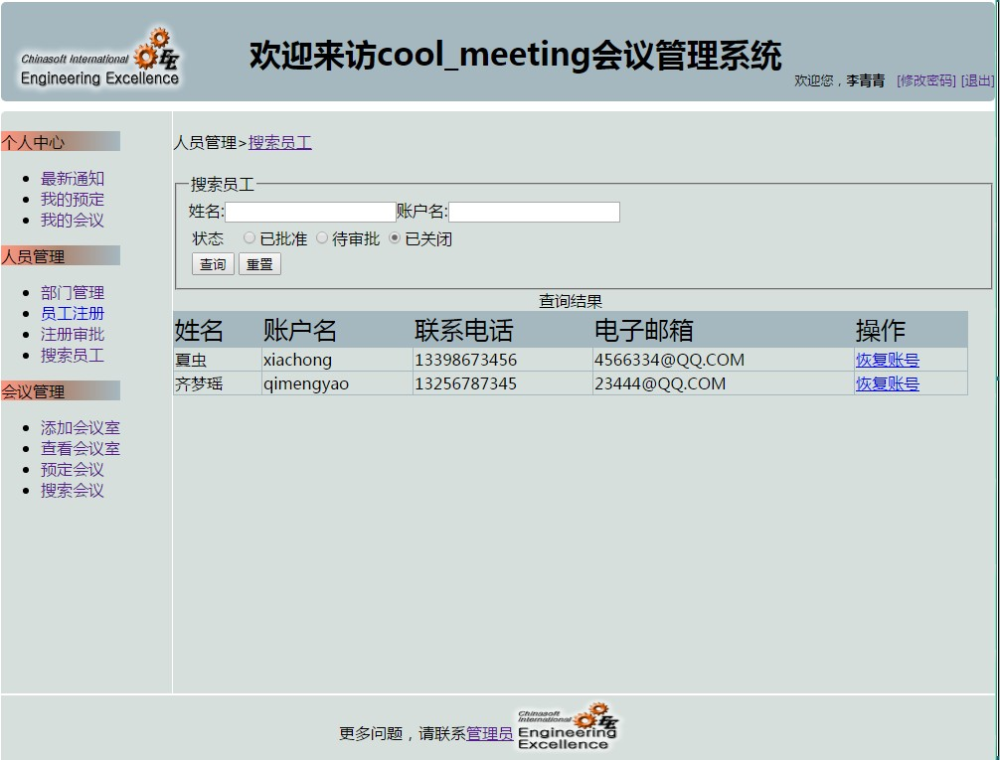 Chinasoft International
Engineering Excellence
欢迎来访cool_meeting会议管理系统
欢迎您，李青青 [修改密码] [退出]
个人中心
最新通知
我的预定
我的会议
人员管理
部门管理
员工注册
注册审批
搜索员工
会议管理
添加会议室
查看会议室
预定会议
搜索会议
人员管理>搜索员工
搜索员工
姓名: 账户名:
状态 已批准 待审批 已关闭
查询 重置
查询结果
姓名 账户名 联系电话 电子邮箱 操作
夏虫 xiachong 13398673456 4566334@QQ.COM 恢复账号
齐梦瑶 qimengyao 13256787345 23444@QQ.COM 恢复账号
更多问题，请联系管理员
Chinasoft
International
Engineering
Excellence